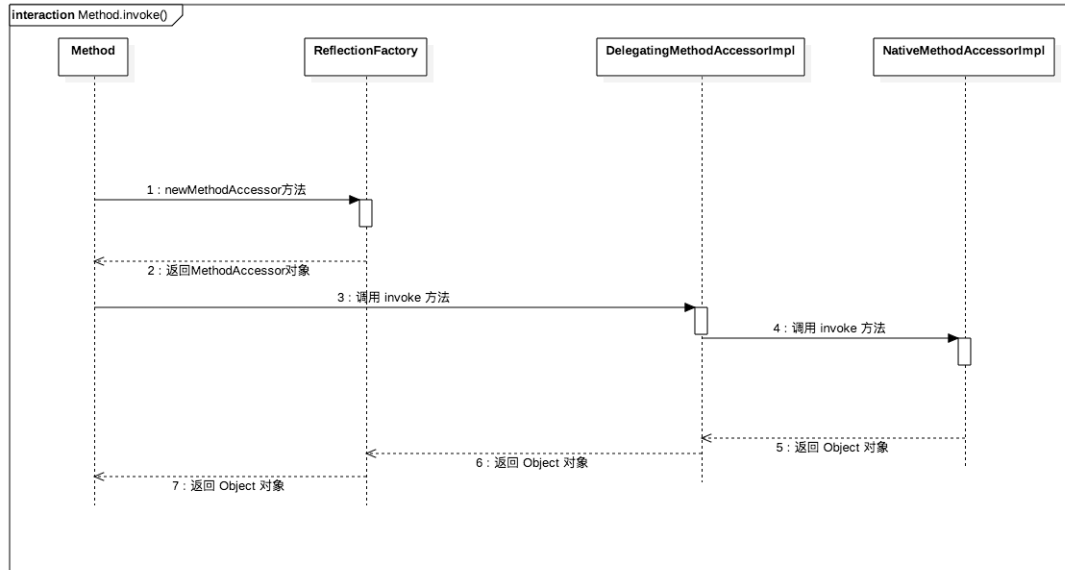 interaction Method.invoke()
Method
ReflectionFactory
DelegatingMethodAccessorImpl
NativeMethodAccessorImpl
1 : newMethodAccessor方法
2 : 返回MethodAccessor对象
3 : 调用 invoke 方法
4 : 调用 invoke 方法
5 : 返回 Object 对象
6 : 返回 Object 对象
7 : 返回 Object 对象